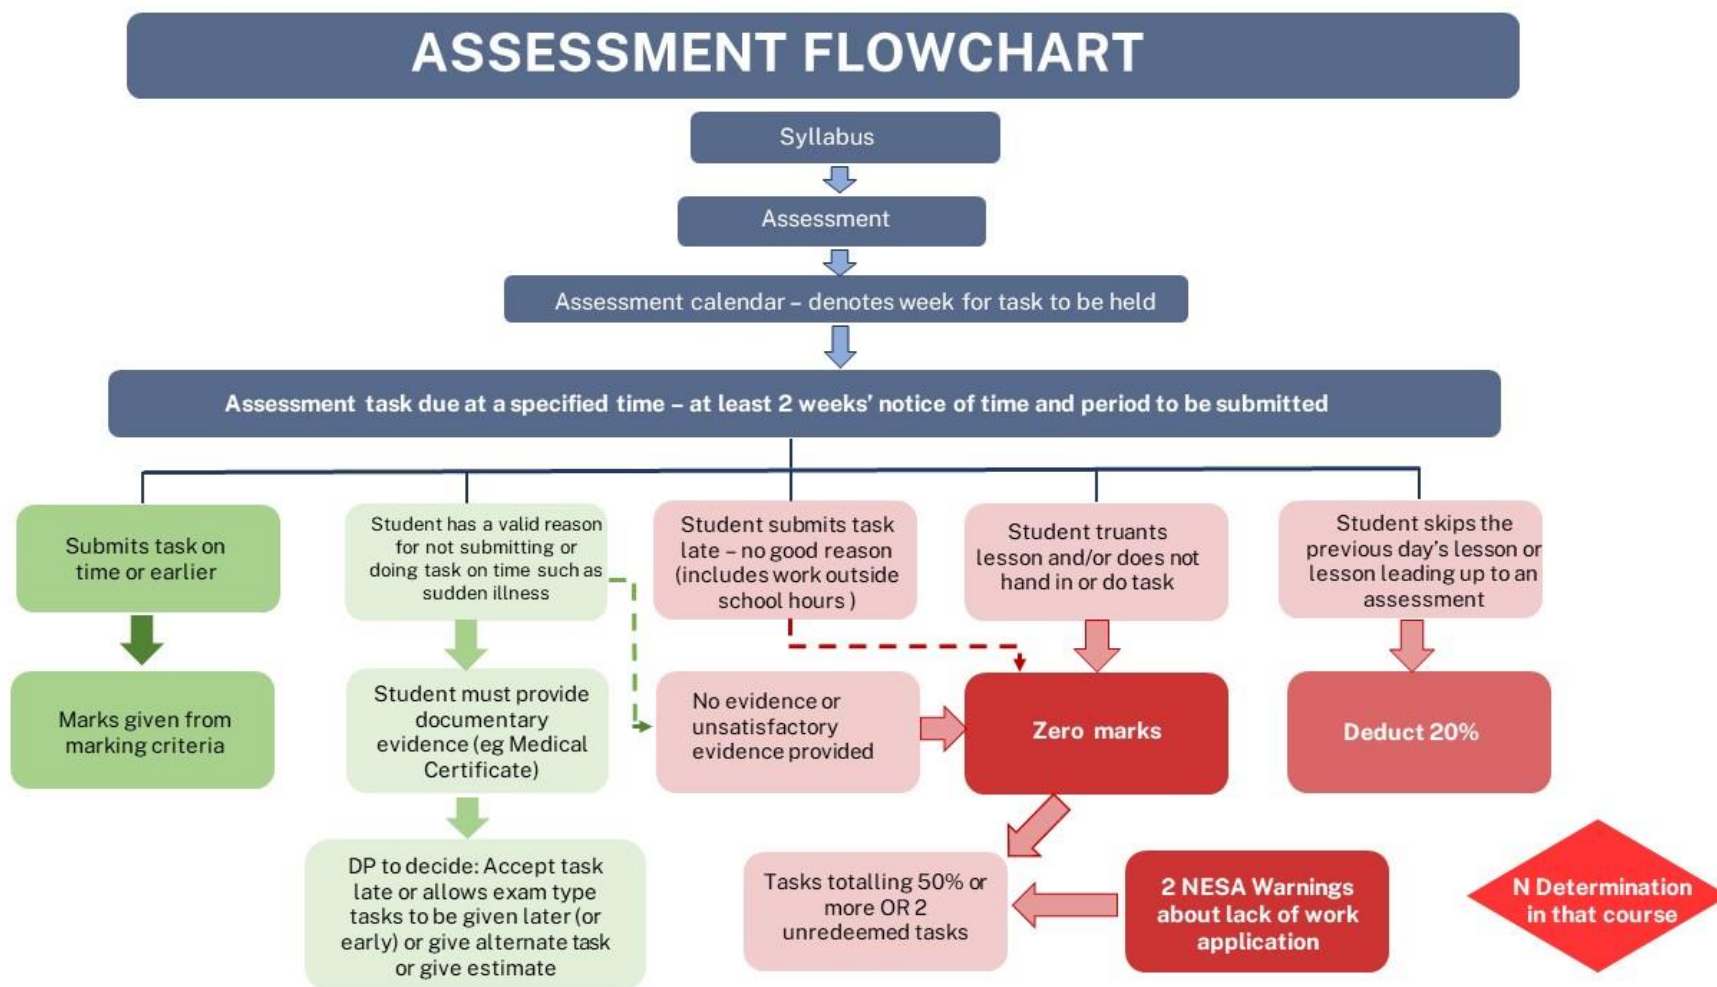 ASSESSMENT FLOWCHART
Syllabus
Assessment
Assessment calendar – denotes week for task to be held
Assessment task due at a specified time – at least 2 weeks’ notice of time and period to be submitted
Submits task on
time or earlier
Student has a valid reason
for not submitting or
doing task on time such as
sudden illness
Student submits task
late – no good reason
(includes work outside
school hours )
Student truants
lesson and/or does not
hand in or do task
Student skips the
previous day’s lesson or
lesson leading up to an
assessment
Marks given from
marking criteria
Student must provide
documentary
evidence (eg Medical
Certificate)
No evidence or
unsatisfactory
evidence provided
Zero marks
Deduct 20%
DP to decide: Accept task
late or allows exam type
tasks to be given later (or
early) or give alternate task
or give estimate
Tasks totalling 50% or
more OR 2
unredeemed tasks
2 NESA Warnings
about lack of work
application
N Determination
in that course